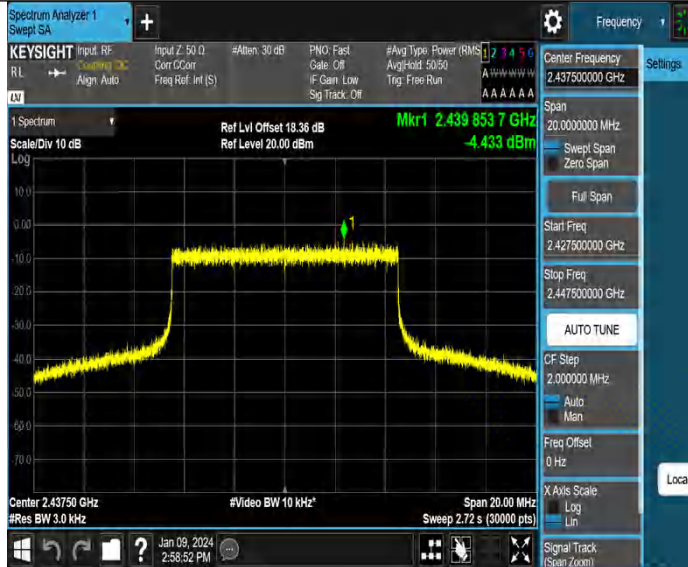 Spectrum Analyzer 1
Swept SA
+
Frequency
KEYSIGHT
Input: RF
Coupling: DC
Align: Auto
Input Z: 50 Ω
Corr CCorr
Freq Ref: Int (S)
#Atten: 30 dB
PNO: Fast
Gate: Off
IF Gain: Low
Sig Track: Off
#Avg Type: Power (RMS
Avg|Hold: 50/50
Trig: Free Run
1 2 3 4 5 6
A W W W W W
A A A A A A
RL
LXI
1 Spectrum
Scale/Div 10 dB
Log
Ref Lvl Offset 18.36 dB
Ref Level 20.00 dBm
Mkr1 2.439 853 7 GHz
-4.433 dBm
10.0
0.00
-10.0
-20.0
-30.0
-40.0
-50.0
-60.0
-70.0
1
Center 2.43750 GHz
#Res BW 3.0 kHz
#Video BW 10 kHz*
Span 20.00 MHz
Sweep 2.72 s (30000 pts)
Center Frequency
2.437500000 GHz
Settings
Span
20.0000000 MHz
Swept Span
Zero Span
Full Span
Start Freq
2.427500000 GHz
Stop Freq
2.447500000 GHz
AUTO TUNE
CF Step
2.000000 MHz
Auto
Man
Freq Offset
0 Hz
X Axis Scale
Log
Lin
Loca
Signal Track
(Span Zoom)
?
Jan 09, 2024
2:58:52 PM